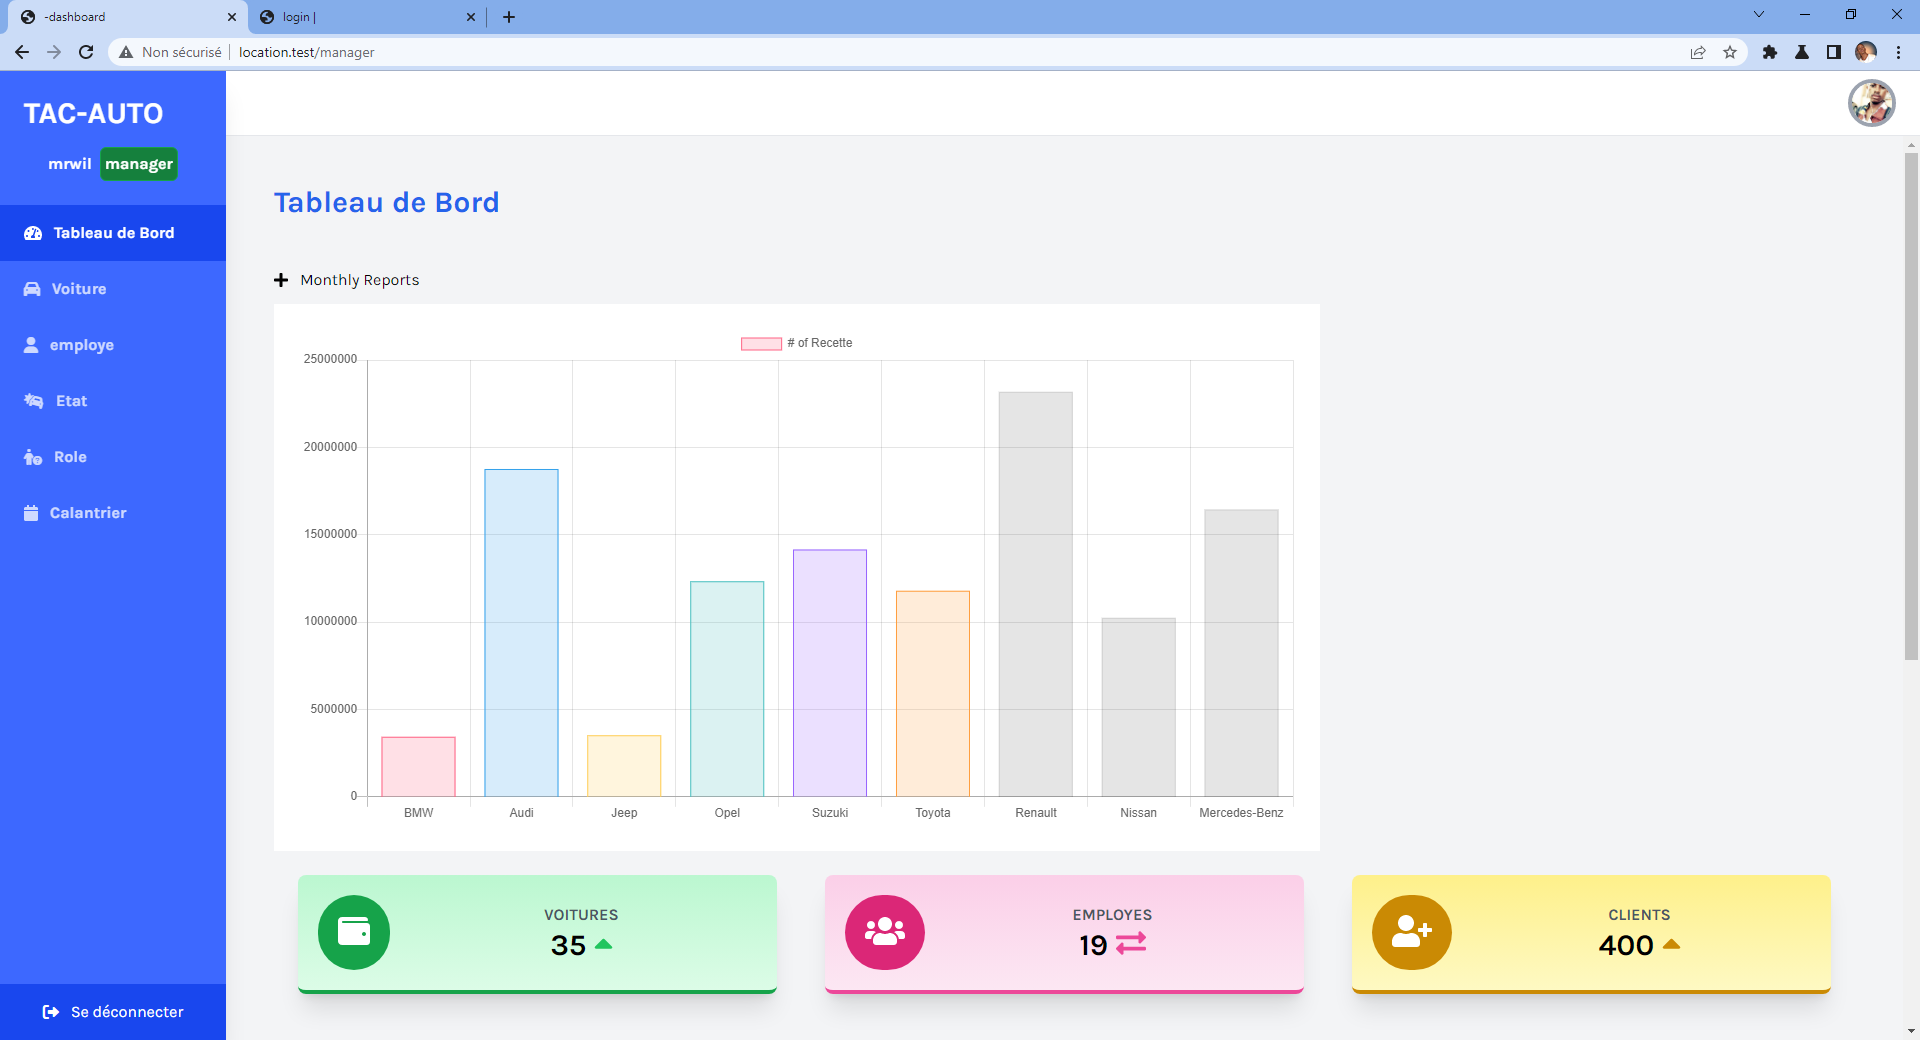 -dashboard
login |
Non sécurisé
location.test/manager
TAC-AUTO
mrwil manager
Tableau de Bord
Voiture
employe
Etat
Role
Calantrier
Se déconnecter
Tableau de Bord
Monthly Reports
# of Recette
25000000
20000000
15000000
10000000
5000000
0
BMW Audi Jeep Opel Suzuki Toyota Renault Nissan Mercedes-Benz
VOITURES
35
EMPLOYES
19
CLIENTS
400